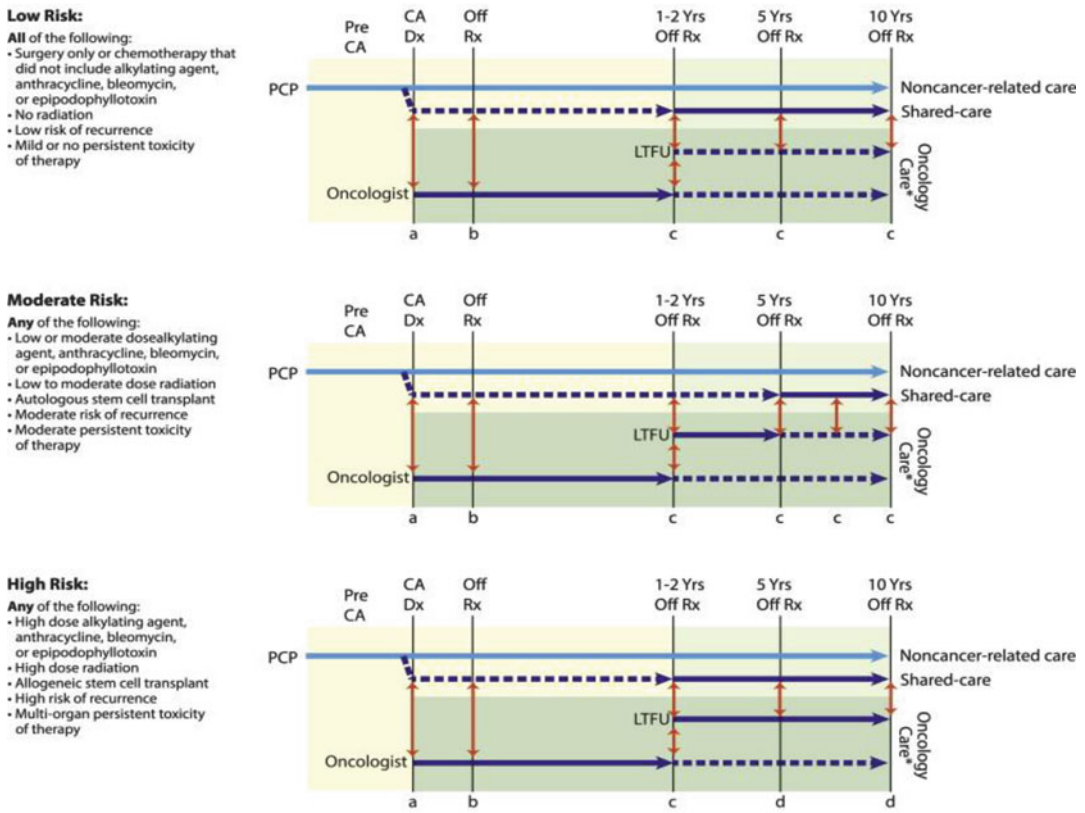 Low Risk:
All of the following:
• Surgery only or chemotherapy that
did not include alkylating agent,
anthracycline, bleomycin,
or epipodophyllotoxin
• No radiation
• Low risk of recurrence
• Mild or no persistent toxicity
of therapy
Pre
CA
CA
Dx
Off
Rx
1-2 Yrs
Off Rx
5 Yrs
Off Rx
10 Yrs
Off Rx
PCP
Noncancer-related care
Shared-care
LTFU
Oncologist
Oncology
Care*
a
b
c
c
c
Moderate Risk:
Any of the following:
• Low or moderate dosealkylating
agent, anthracycline, bleomycin,
or epipodophyllotoxin
• Low to moderate dose radiation
• Autologous stem cell transplant
• Moderate risk of recurrence
• Moderate persistent toxicity
of therapy
Pre
CA
CA
Dx
Off
Rx
1-2 Yrs
Off Rx
5 Yrs
Off Rx
10 Yrs
Off Rx
PCP
Noncancer-related care
Shared-care
LTFU
Oncologist
Oncology
Care*
a
b
c
c
c
c
High Risk:
Any of the following:
• High dose alkylating agent,
anthracycline, bleomycin,
or epipodophyllotoxin
• High dose radiation
• Allogeneic stem cell transplant
• High risk of recurrence
• Multi-organ persistent toxicity
of therapy
Pre
CA
CA
Dx
Off
Rx
1-2 Yrs
Off Rx
5 Yrs
Off Rx
10 Yrs
Off Rx
PCP
Noncancer-related care
Shared-care
LTFU
Oncologist
Oncology
Care*
a
b
c
d
d